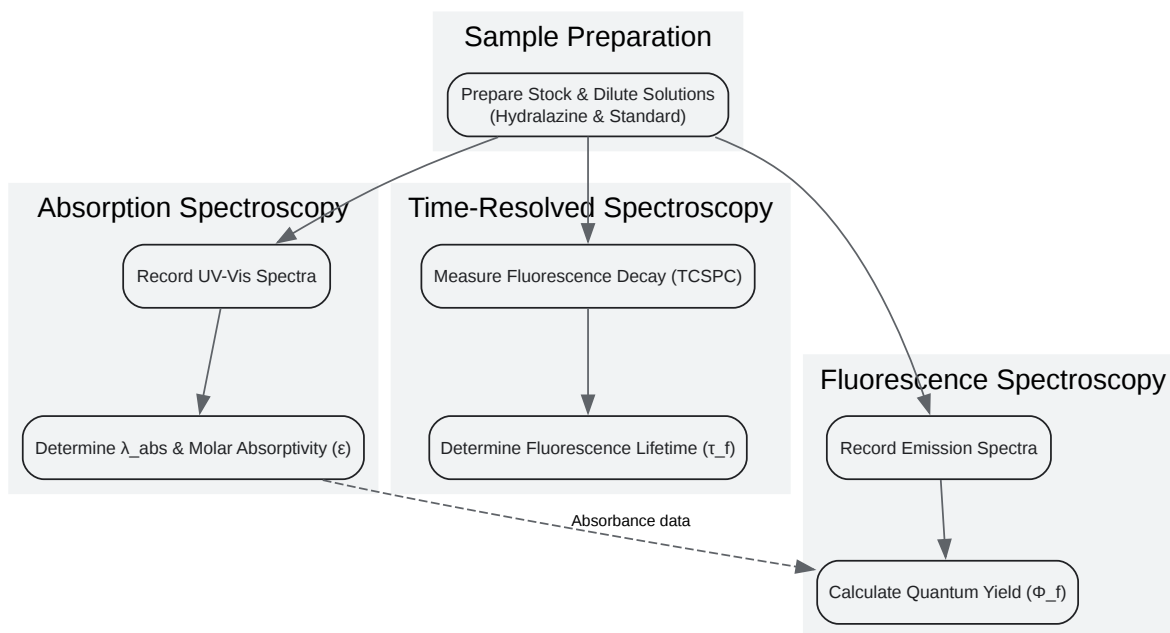 Sample Preparation
Prepare Stock & Dilute Solutions
(Hydralazine & Standard)
Absorption Spectroscopy
Record UV-Vis Spectra
Determine λ_abs & Molar Absorptivity (ε)
Time-Resolved Spectroscopy
Measure Fluorescence Decay (TCSPC)
Determine Fluorescence Lifetime (τ_f)
Fluorescence Spectroscopy
Record Emission Spectra
Absorbance data
Calculate Quantum Yield (Φ_f)